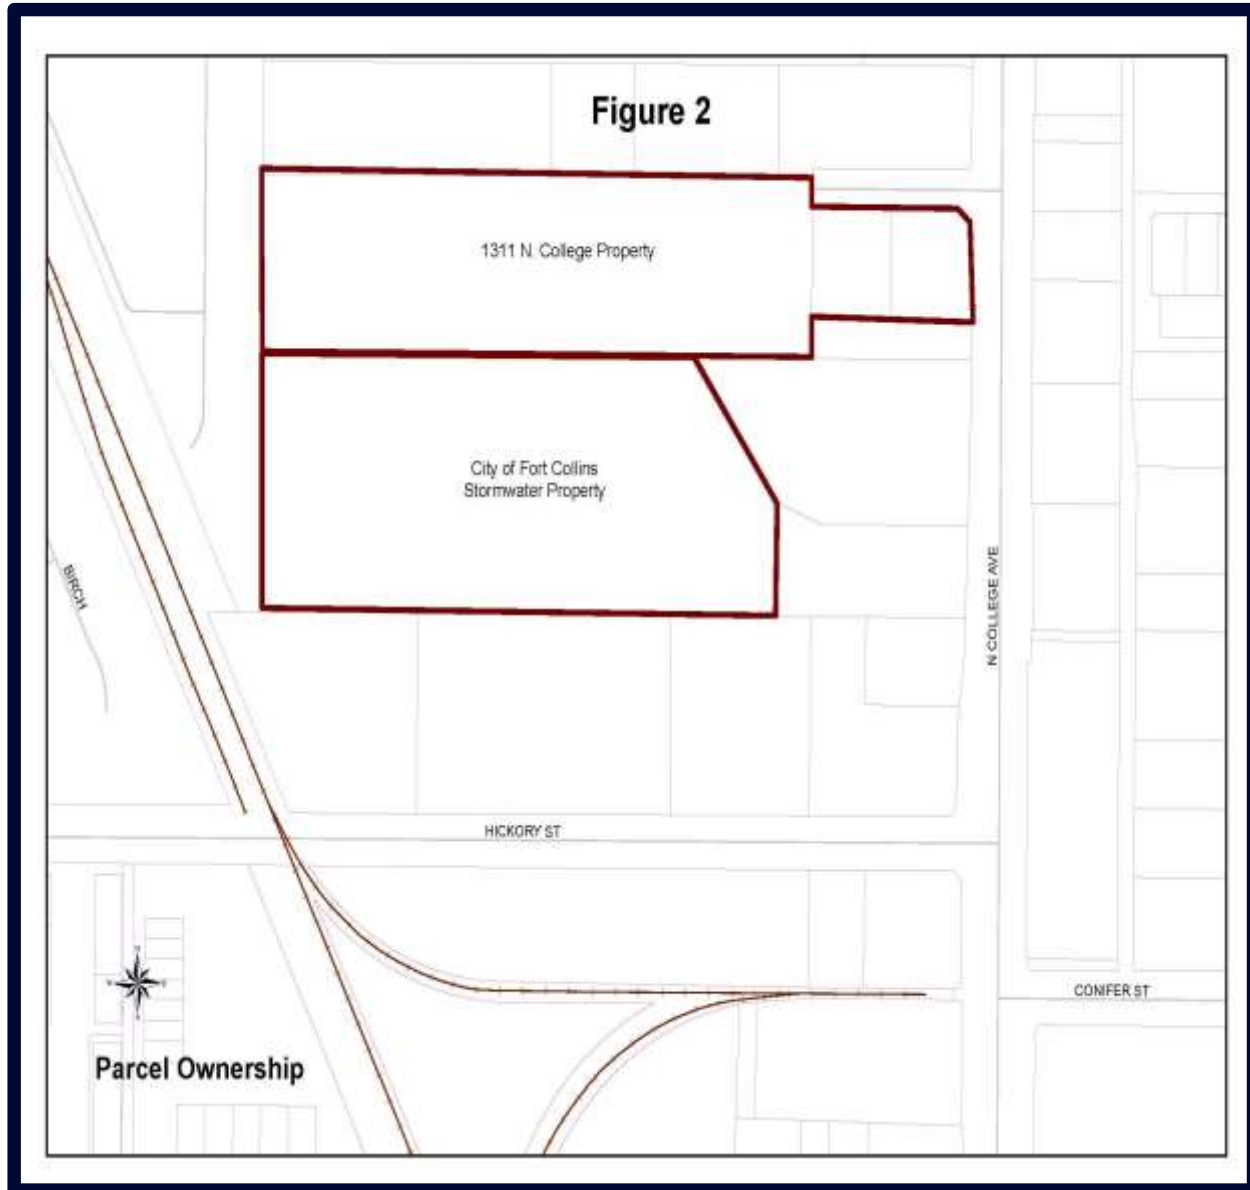 Figure 2
1311 N. College Property
City of Fort Collins
Stormwater Property
BIRCH
N COLLEGE AVE
HICKORY ST
CONIFER ST
Parcel Ownership